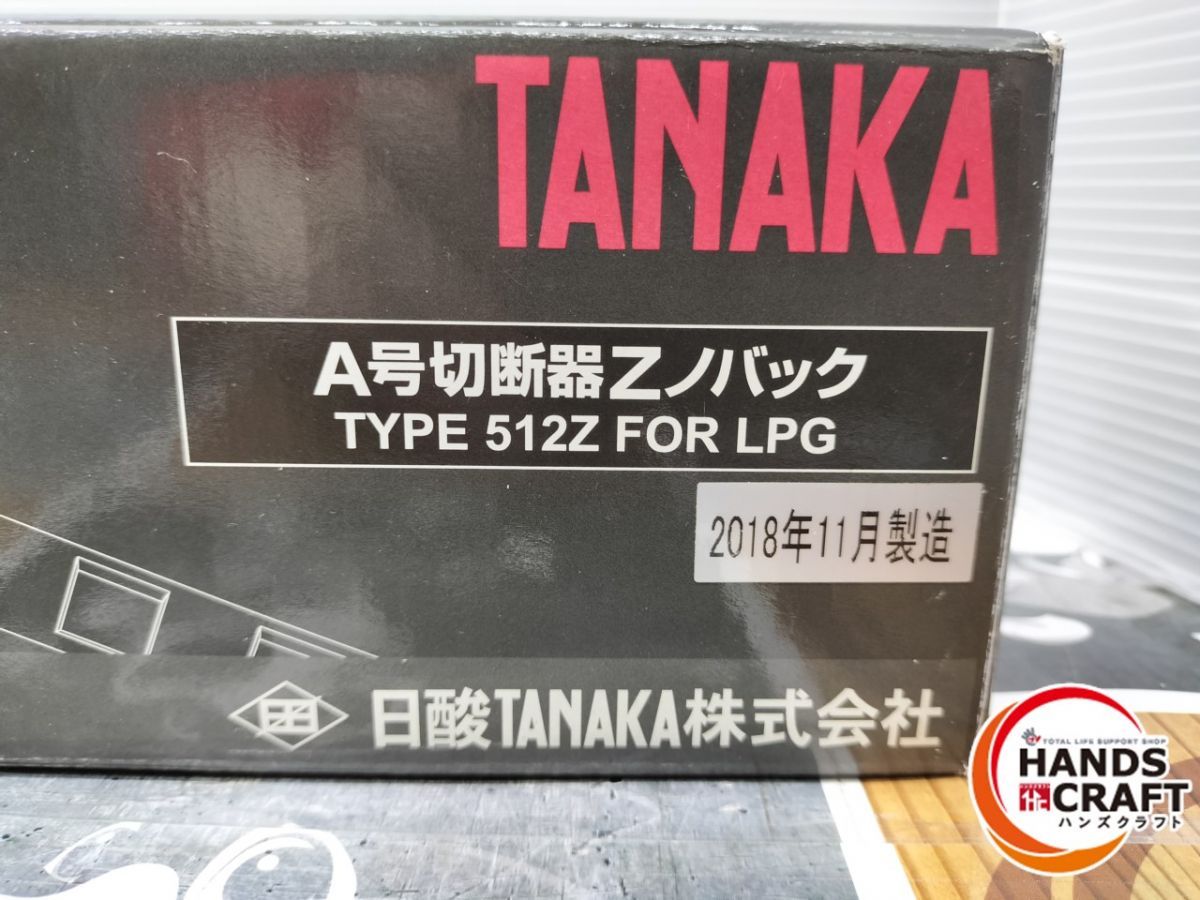 TANAKA
A号切断器Zノバック
TYPE 512Z FOR LPG
2018年11月製造
日酸TANAKA株式会社
TOTAL LIFE SUPPORT SHOP
HANDS
CRAFT
ハンズクラフト